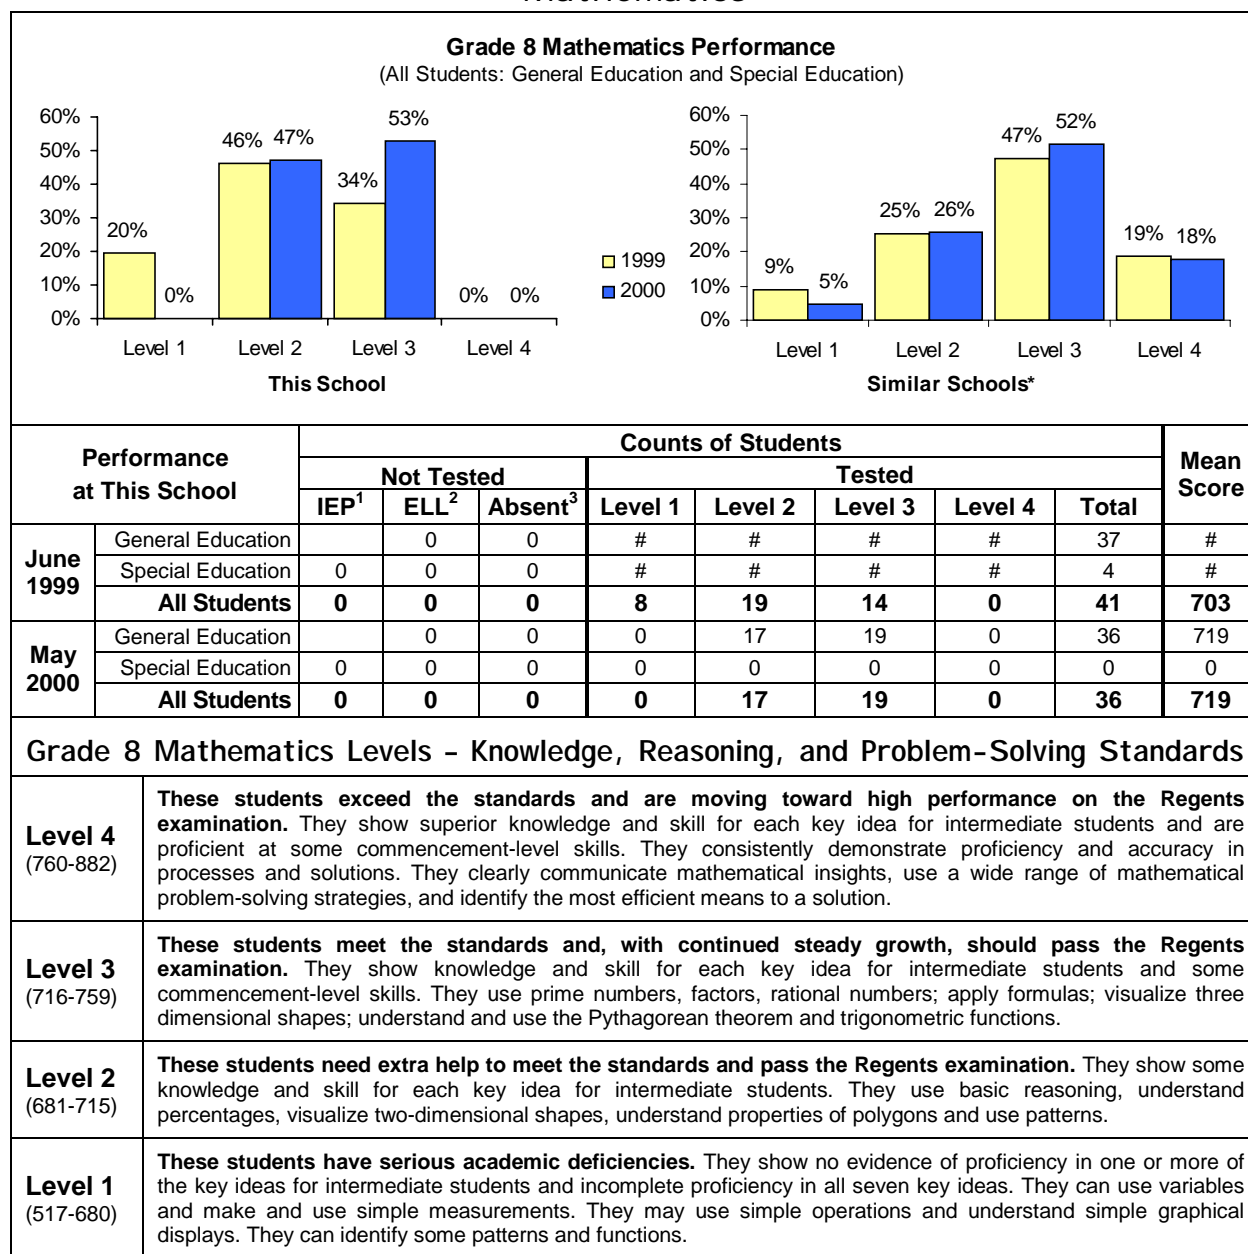 Mathematics
Grade 8 Mathematics Performance
(All Students: General Education and Special Education)
60%
50%
40%
30%
20%
10%
0%
20%
0%
46%
47%
34%
53%
0%
0%
Level 1
Level 2
Level 3
Level 4
This School
1999
2000
60%
50%
40%
30%
20%
10%
0%
9%
5%
25%
26%
47%
52%
19%
18%
Level 1
Level 2
Level 3
Level 4
Similar Schools*
Performance
at This School
Counts of Students
Mean
Score
Not Tested
Tested
IEP1 ELL2 Absent3 Level 1 Level 2 Level 3 Level 4 Total
June
1999
General Education 0 0 # # # # 37 #
Special Education 0 0 0 # # # # 4 #
All Students 0 0 0 8 19 14 0 41 703
May
2000
General Education 0 0 0 17 19 0 36 719
Special Education 0 0 0 0 0 0 0 0 0
All Students 0 0 0 0 17 19 0 36 719
Grade 8 Mathematics Levels – Knowledge, Reasoning, and Problem-Solving Standards
Level 4
(760-882)
These students exceed the standards and are moving toward high performance on the Regents
examination. They show superior knowledge and skill for each key idea for intermediate students and are
proficient at some commencement-level skills. They consistently demonstrate proficiency and accuracy in
processes and solutions. They clearly communicate mathematical insights, use a wide range of mathematical
problem-solving strategies, and identify the most efficient means to a solution.
Level 3
(716-759)
These students meet the standards and, with continued steady growth, should pass the Regents
examination. They show knowledge and skill for each key idea for intermediate students and some
commencement-level skills. They use prime numbers, factors, rational numbers; apply formulas; visualize three
dimensional shapes; understand and use the Pythagorean theorem and trigonometric functions.
Level 2
(681-715)
These students need extra help to meet the standards and pass the Regents examination. They show some
knowledge and skill for each key idea for intermediate students. They use basic reasoning, understand
percentages, visualize two-dimensional shapes, understand properties of polygons and use patterns.
Level 1
(517-680)
These students have serious academic deficiencies. They show no evidence of proficiency in one or more of
the key ideas for intermediate students and incomplete proficiency in all seven key ideas. They can use variables
and make and use simple measurements. They may use simple operations and understand simple graphical
displays. They can identify some patterns and functions.